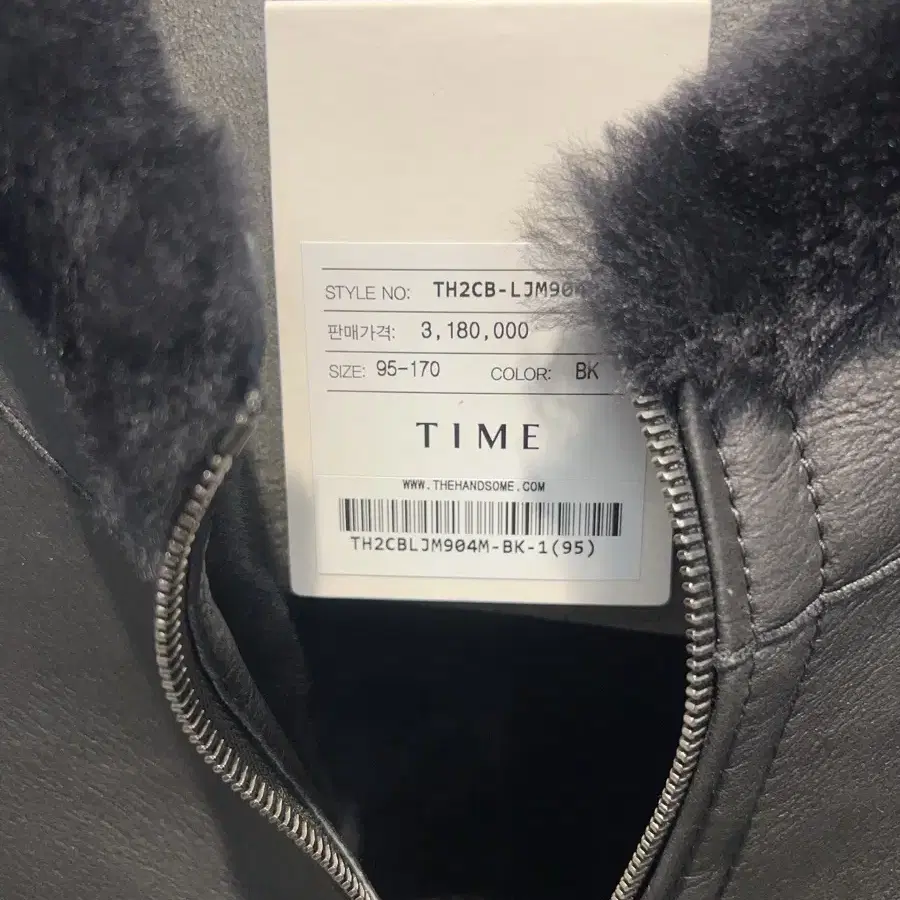 STYLE NO: TH2CB-LJM904
판매가격: 3,180,000
SIZE: 95-170 COLOR: BK
TIME
WWW.THEHANDSOME.COM
TH2CBLJM904M-BK-1(95)